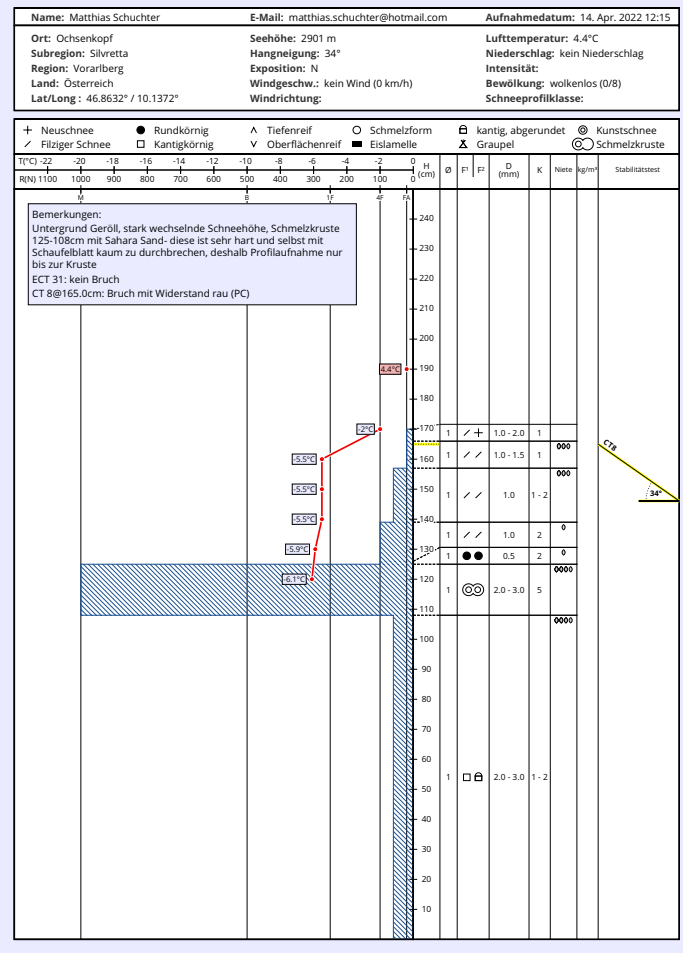 Name: Matthias Schuchter E-Mail: matthias.schuchter@hotmail.com Aufnahmedatum: 14. Apr. 2022 12:15
Ort: Ochsenkopf Seehöhe: 2901 m Lufttemperatur: 4.4°C
Subregion: Silvretta Hangneigung: 34° Niederschlag: kein Niederschlag
Region: Vorarlberg Exposition: N Intensität:
Land: Österreich Windgeschw.: kein Wind (0 km/h) Bewölkung: wolkenlos (0/8)
Lat/Long : 46.8632° / 10.1372° Windrichtung: Schneeprofilklasse:
Neuschnee Rundkörnig Tiefenreif Schmelzform kantig, abgerundet Kunstschnee
Filziger Schnee Kantigkörnig Oberflächenreif Eislamelle Graupel Schmelzkruste
T(°C) -22 -20 -18 -16 -14 -12 -10 -8 -6 -4 -2 0
R(N) 1100 1000 900 800 700 600 500 400 300 200 100 0
H (cm) Ø F¹ F² D (mm) K Niete kg/m³ Stabilitätstest
M B 1F 4F FA
Bemerkungen:
Untergrund Geröll, stark wechselnde Schneehöhe, Schmelzkruste
125-108cm mit Sahara Sand- diese ist sehr hart und selbst mit
Schaufelblatt kaum zu durchbrechen, deshalb Profilaufnahme nur
bis zur Kruste
ECT 31: kein Bruch
CT 8@165.0cm: Bruch mit Widerstand rau (PC)
240
230
220
210
200
4.4°C 190
180
-2°C 170 1 1.0 - 2.0 1
CT8
-5.5°C 160 1 1.0 - 1.5 1
-5.5°C 150 1 1.0 1 - 2 34°
-5.5°C 140 1 1.0 2
-5.9°C 130 1 0.5 2
-6.1°C 120 1 2.0 - 3.0 5
110
100
90
80
70
60
1 2.0 - 3.0 1 - 2
50
40
30
20
10